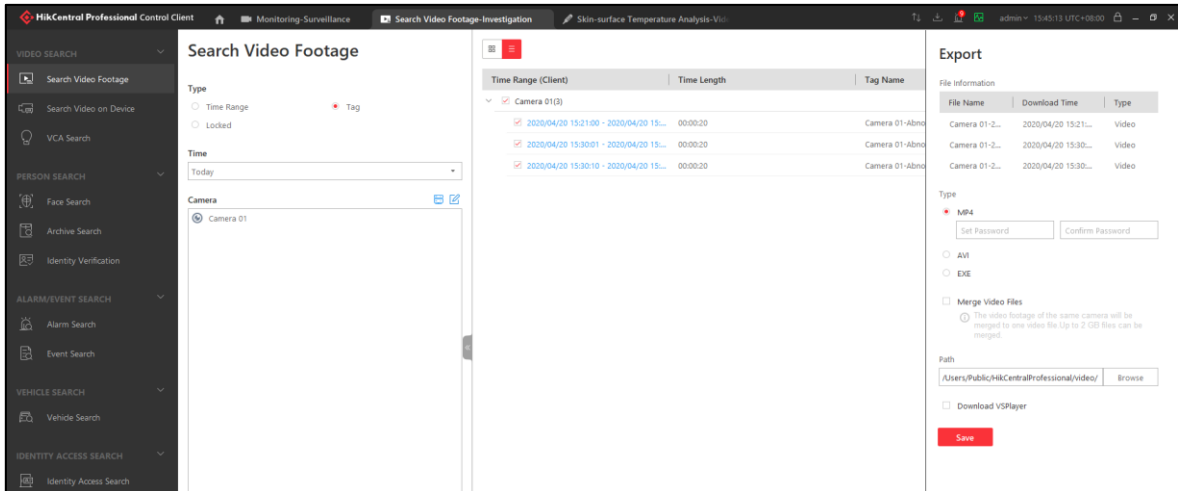 HikCentral Professional Control Client
Monitoring-Surveillance
Search Video Footage-Investigation
Skin-surface Temperature Analysis-Vide
admin
15:45:13 UTC+08:00
VIDEO SEARCH
Search Video Footage
Search Video on Device
VCA Search
PERSON SEARCH
Face Search
Archive Search
Identity Verification
ALARM/EVENT SEARCH
Alarm Search
Event Search
VEHICLE SEARCH
Vehicle Search
IDENTITY ACCESS SEARCH
Identity Access Search
Search Video Footage
Type
Time Range
Tag
Locked
Time
Today
Camera
Camera 01
Time Range (Client) Time Length Tag Name
Camera 01(3)
2020/04/20 15:21:00 - 2020/04/20 15:... 00:00:20 Camera 01-Abno
2020/04/20 15:30:01 - 2020/04/20 15:... 00:00:20 Camera 01-Abno
2020/04/20 15:30:10 - 2020/04/20 15:... 00:00:20 Camera 01-Abno
Export
File Information
File Name Download Time Type
Camera 01-2... 2020/04/20 15:21:... Video
Camera 01-2... 2020/04/20 15:30:... Video
Camera 01-2... 2020/04/20 15:30:... Video
Type
MP4
Set Password Confirm Password
AVI
EXE
Merge Video Files
The video footage of the same camera will be
merged to one video file.Up to 2 GB files can be
merged.
Path
/Users/Public/HikCentralProfessional/video/ Browse
Download VSPlayer
Save